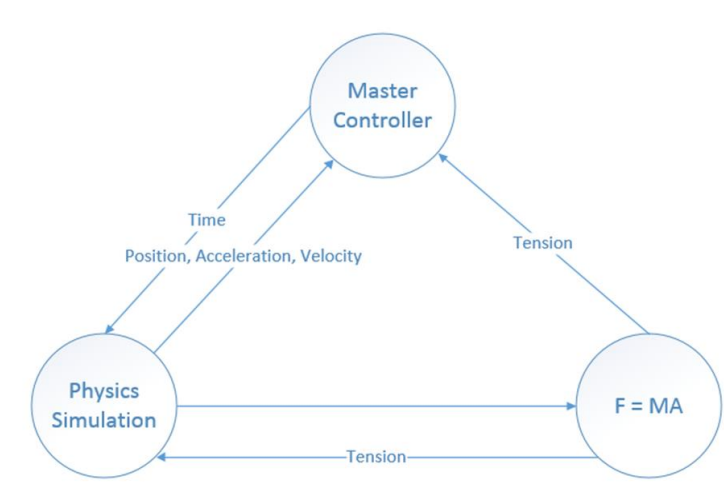 Master
Controller
Time
Position, Acceleration, Velocity
Tension
Physics
Simulation
F = MA
Tension